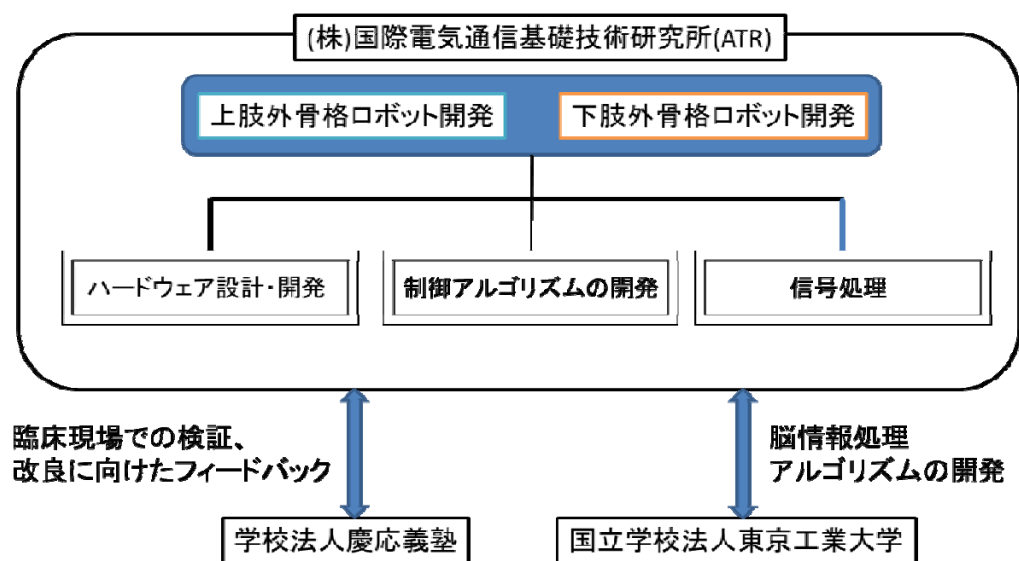 (株)国際電気通信基礎技術研究所(ATR)
上肢外骨格ロボット開発
下肢外骨格ロボット開発
ハードウェア設計・開発
制御アルゴリズムの開発
信号処理
臨床現場での検証、
改良に向けたフィードバック
脳情報処理
アルゴリズムの開発
学校法人慶応義塾
国立学校法人東京工業大学